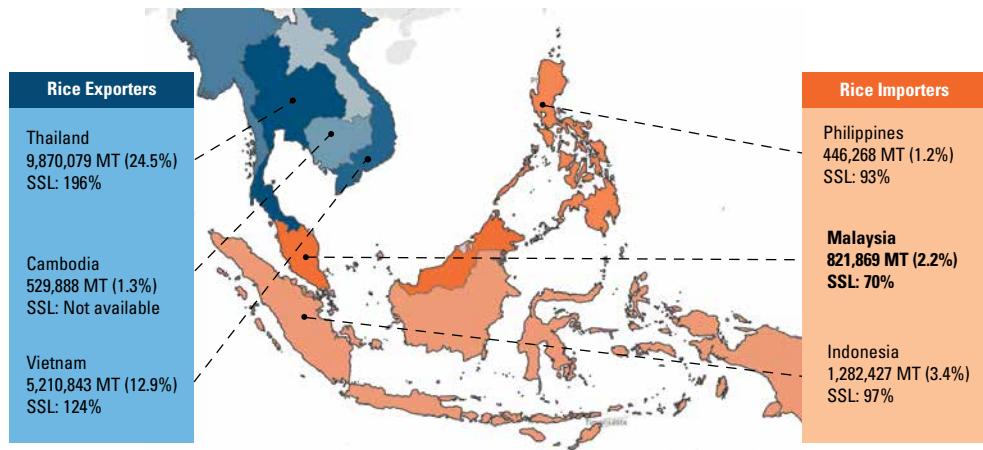 Rice Exporters
Thailand
9,870,079 MT (24.5%)
SSL: 196%
Cambodia
529,888 MT (1.3%)
SSL: Not available
Vietnam
5,210,843 MT (12.9%)
SSL: 124%
Rice Importers
Philippines
446,268 MT (1.2%)
SSL: 93%
Malaysia
821,869 MT (2.2%)
SSL: 70%
Indonesia
1,282,427 MT (3.4%)
SSL: 97%